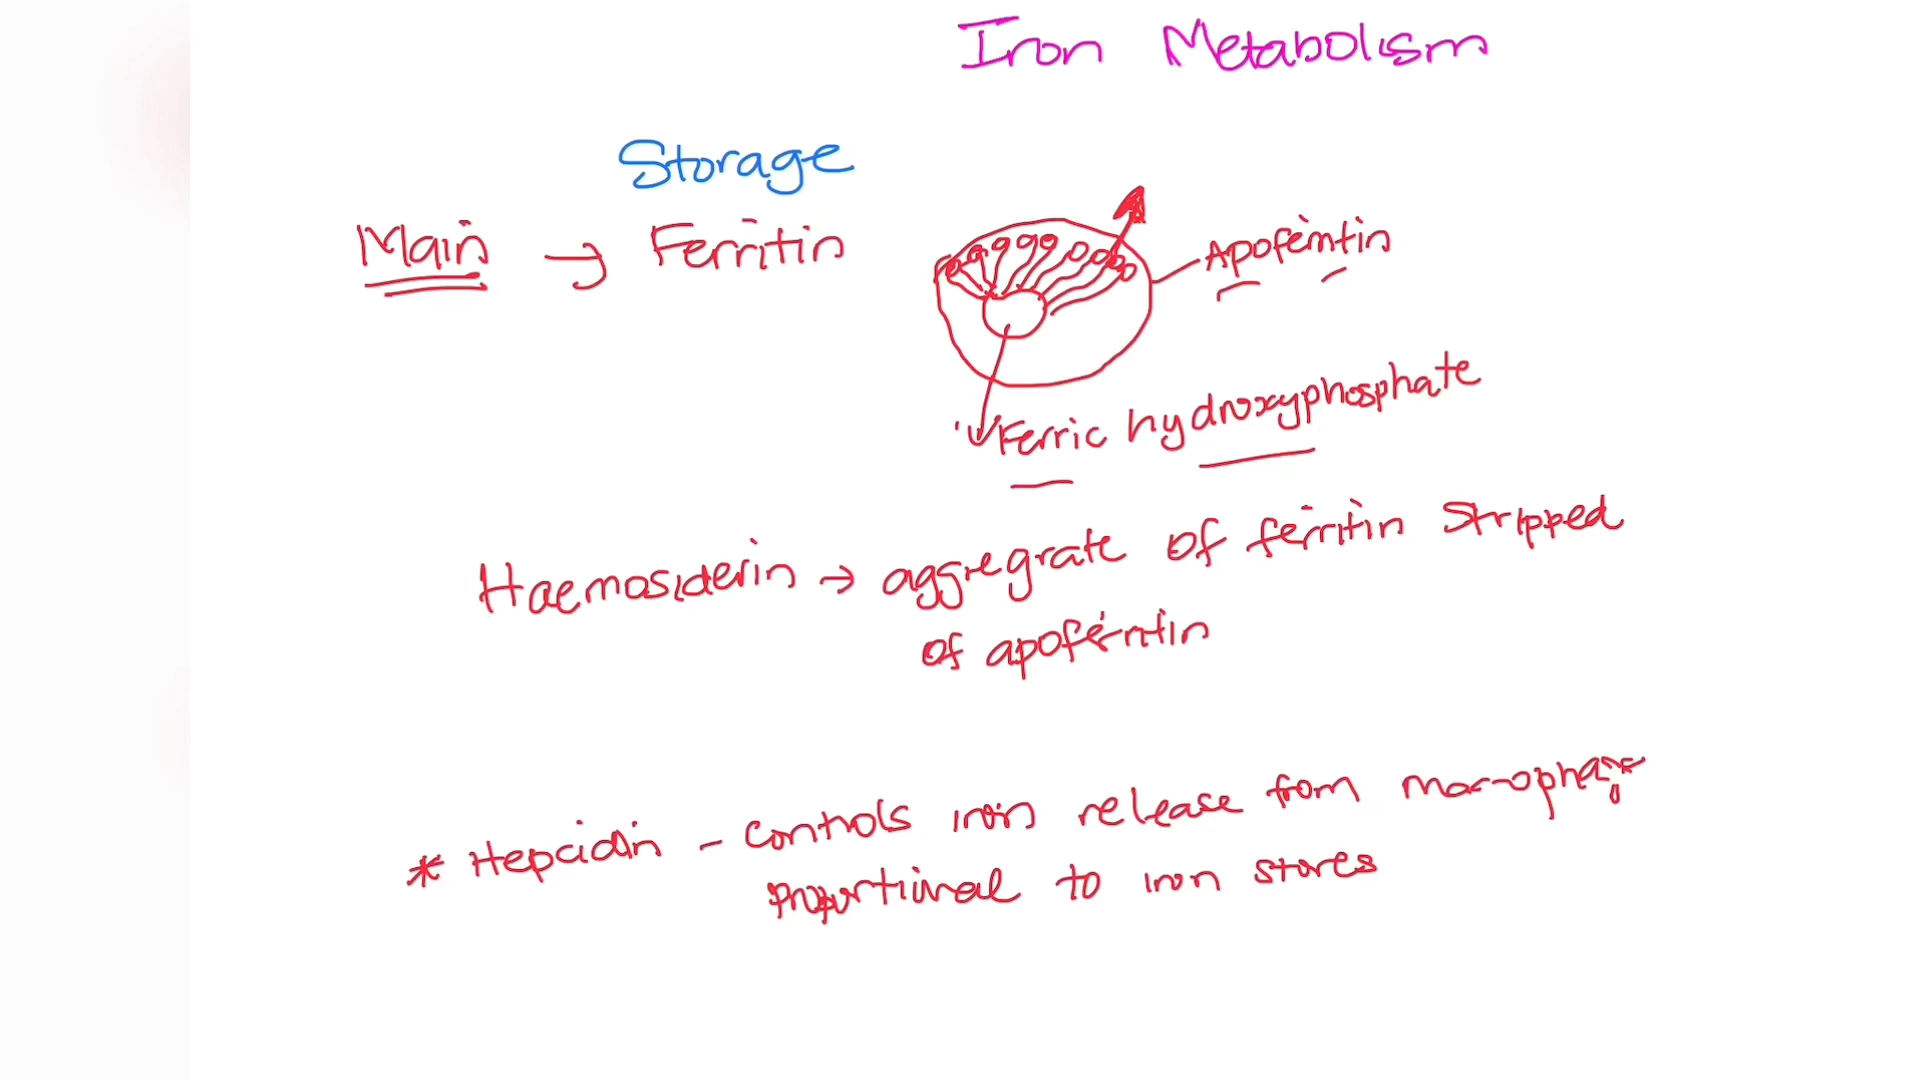 Iron Metabolism
Storage
Main → Ferritin
Apoferritin
Ferric hydroxyphosphate
Haemosiderin → aggregrate of ferritin stripped
of apoferritin
* Hepcidin - controls iron release from macrophage
proportional to iron stores